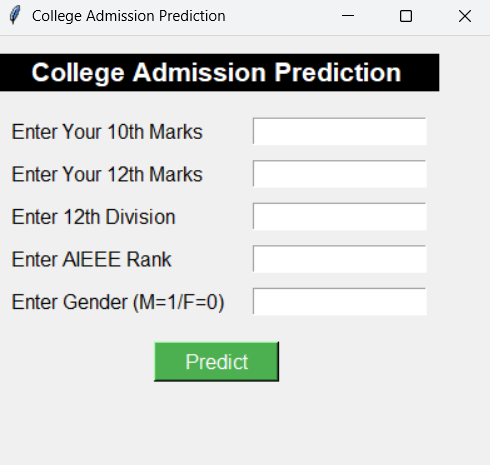 College Admission Prediction
College Admission Prediction
Enter Your 10th Marks
Enter Your 12th Marks
Enter 12th Division
Enter AIEEE Rank
Enter Gender (M=1/F=0)
Predict